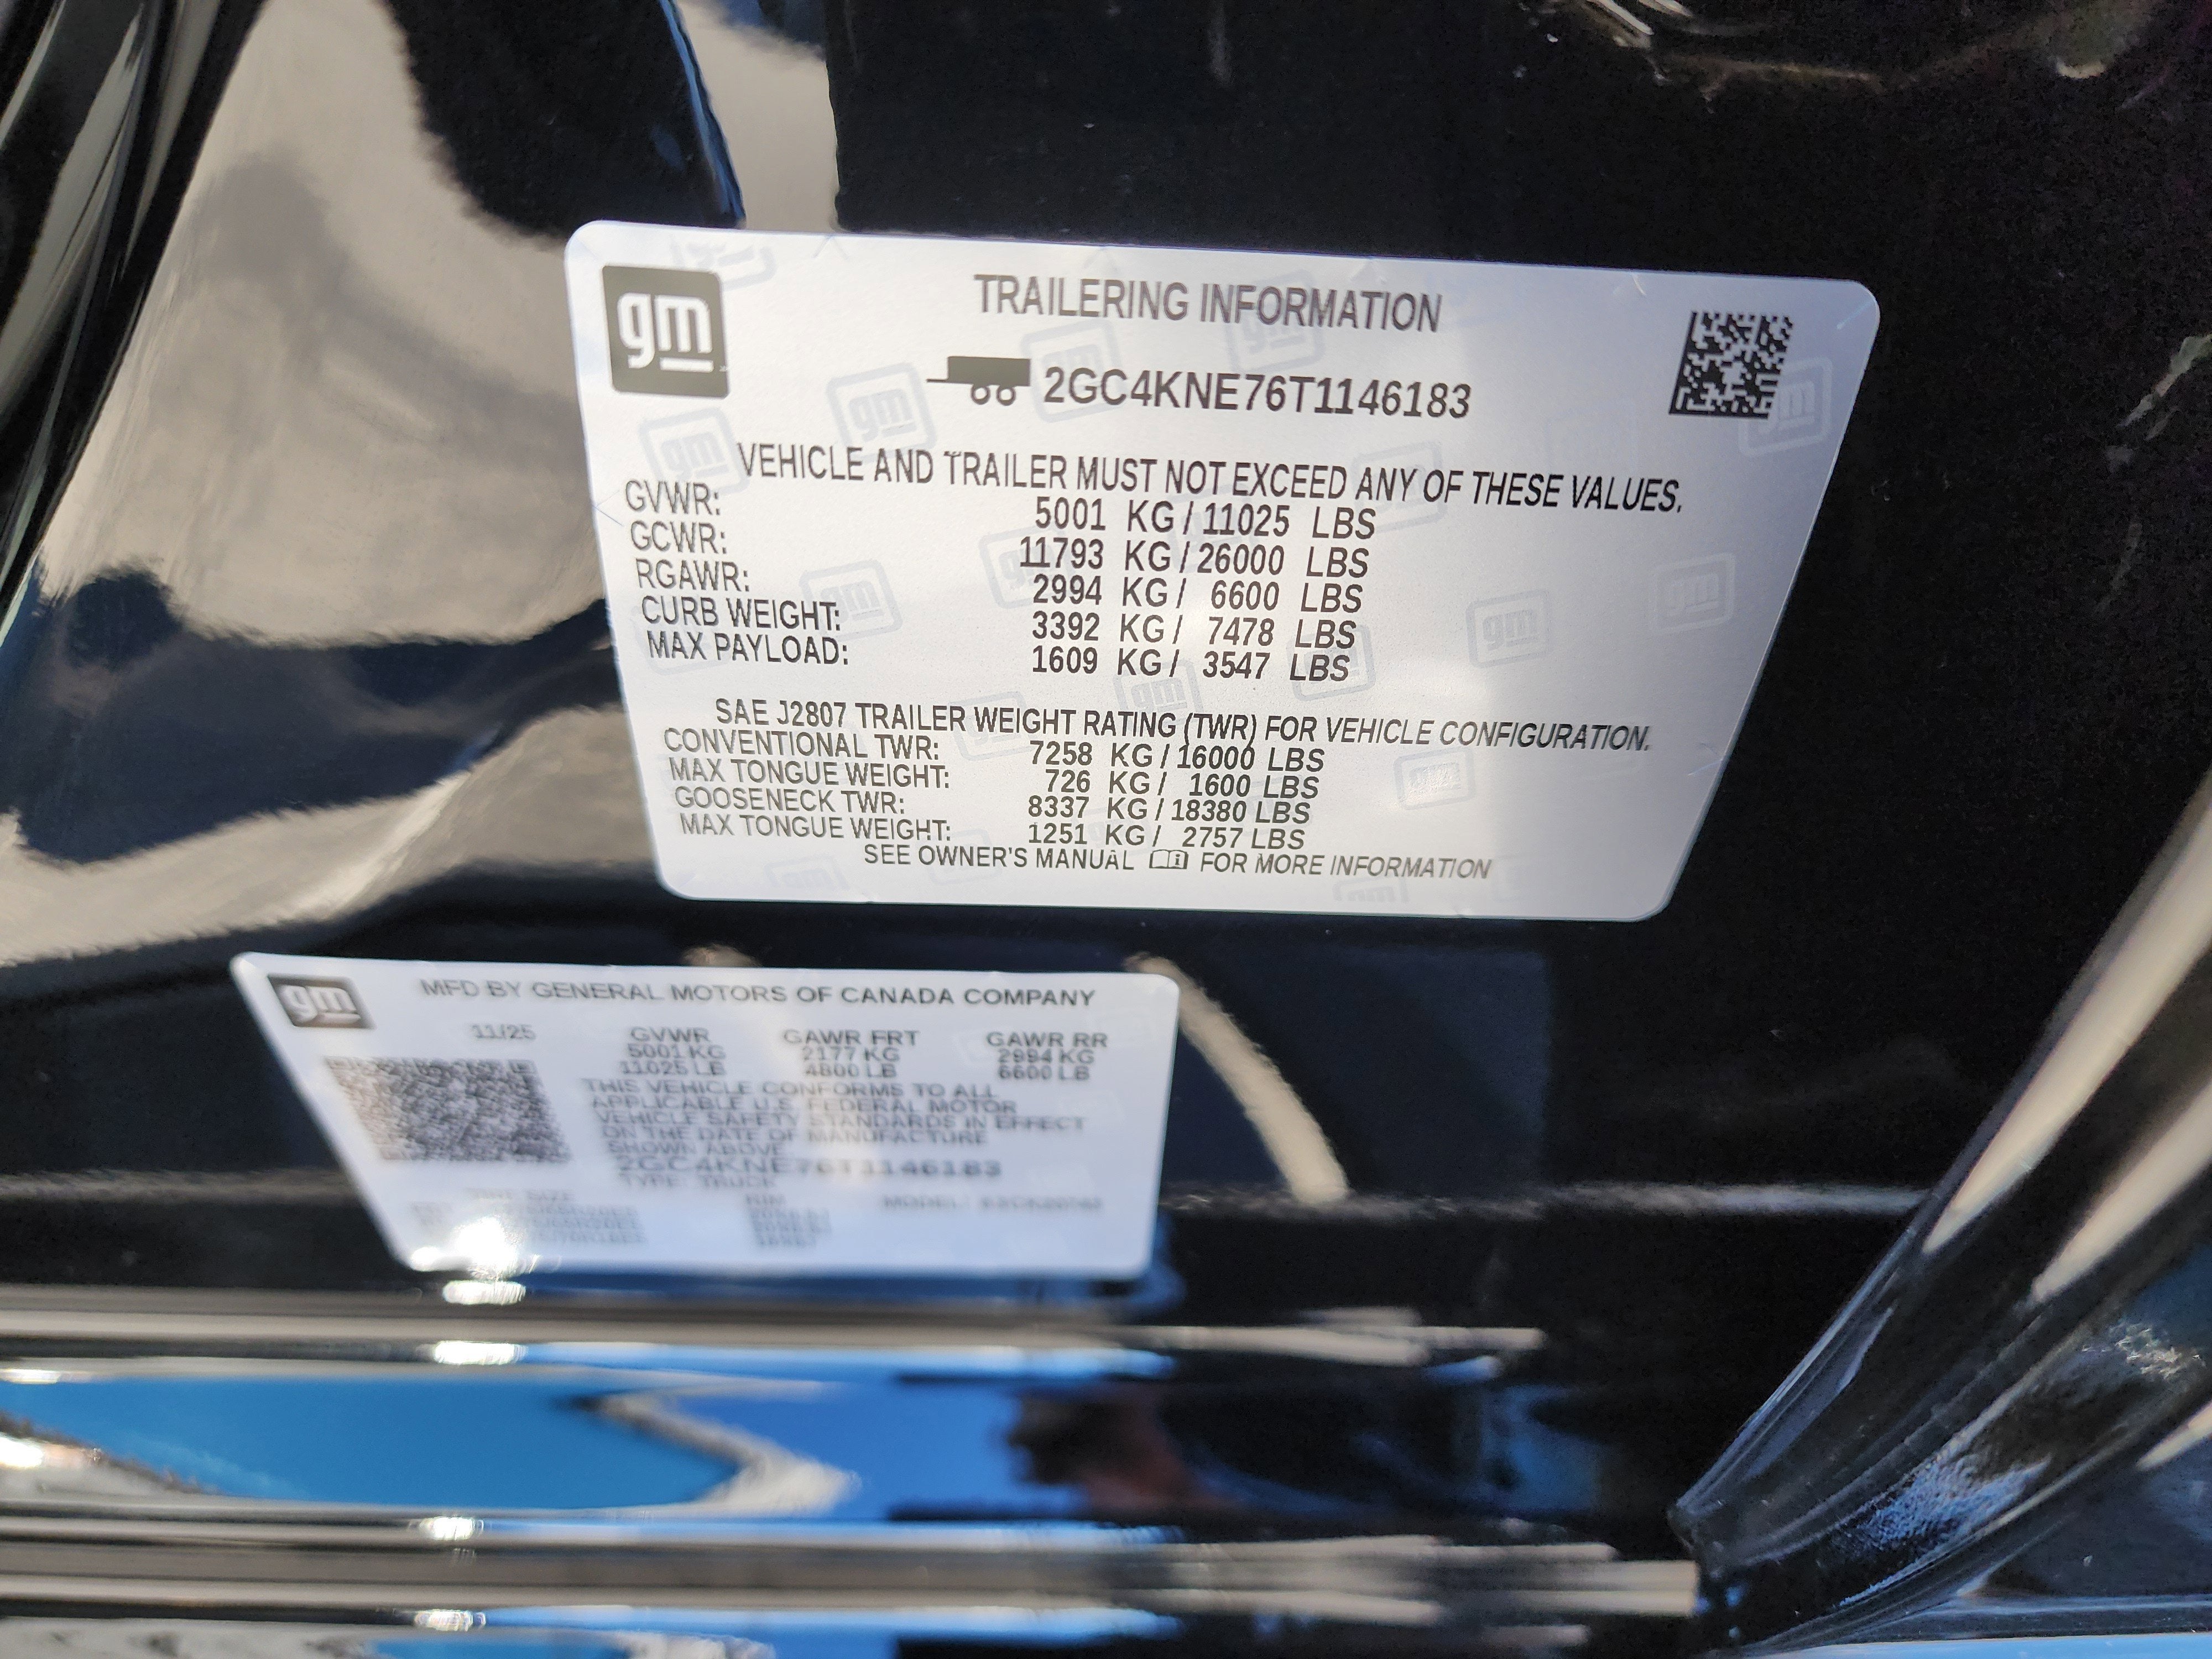 gm
TRAILERING INFORMATION
2GC4KNE76T1146183
VEHICLE AND TRAILER MUST NOT EXCEED ANY OF THESE VALUES.
GVWR: 5001 KG / 11025 LBS
GCWR: 11793 KG / 26000 LBS
RGAWR: 2994 KG / 6600 LBS
CURB WEIGHT: 3392 KG / 7478 LBS
MAX PAYLOAD: 1609 KG / 3547 LBS
SAE J2807 TRAILER WEIGHT RATING (TWR) FOR VEHICLE CONFIGURATION.
CONVENTIONAL TWR: 7258 KG / 16000 LBS
MAX TONGUE WEIGHT: 726 KG / 1600 LBS
GOOSENECK TWR: 8337 KG / 18380 LBS
MAX TONGUE WEIGHT: 1251 KG / 2757 LBS
SEE OWNER'S MANUAL FOR MORE INFORMATION
gm
MFD BY GENERAL MOTORS OF CANADA COMPANY
11/25 GVWR GAWR FRT GAWR RR
5001 KG 2177 KG 2994 KG
11025 LB 4800 LB 6600 LB
THIS VEHICLE CONFORMS TO ALL
APPLICABLE U.S. FEDERAL MOTOR
VEHICLE SAFETY STANDARDS IN EFFECT
ON THE DATE OF MANUFACTURE
SHOWN ABOVE.
2GC4KNE76T1146183
TYPE: TRUCK
TIRE SIZE RIM MODEL: